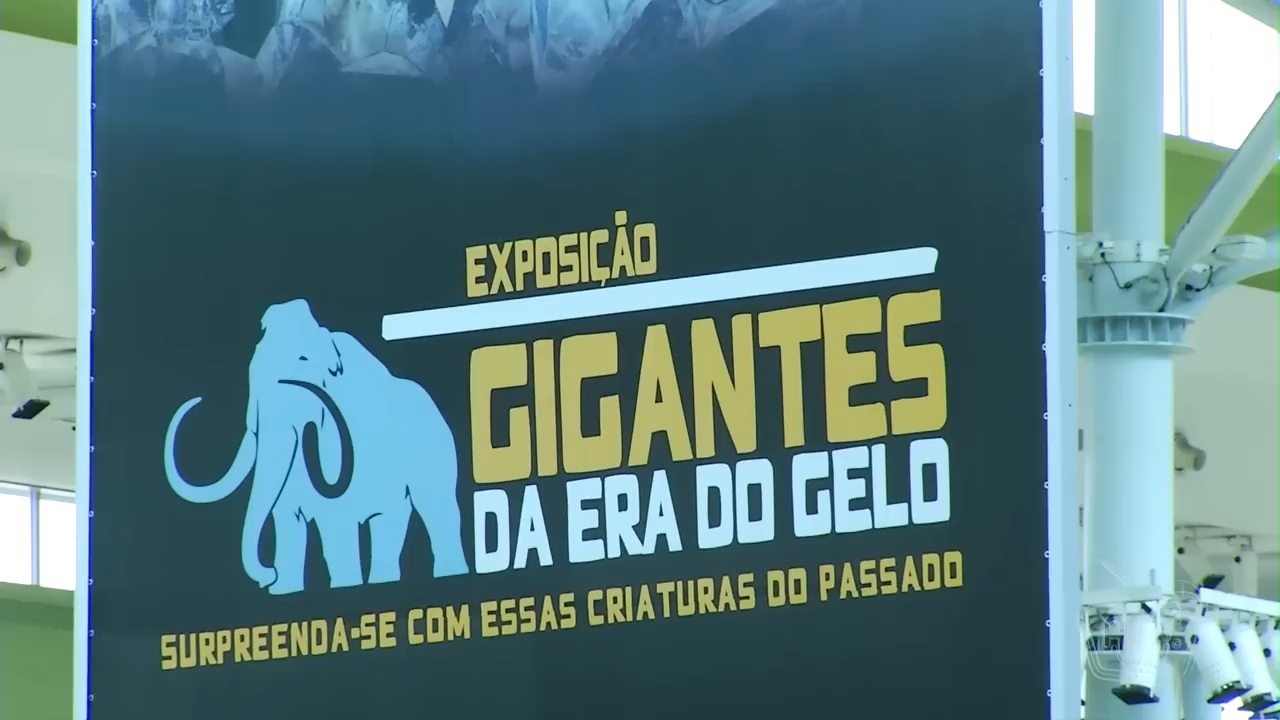 EXPOSIÇÃO
GIGANTES
DA ERA DO GELO
SURPREENDA-SE COM ESSAS CRIATURAS DO PASSADO